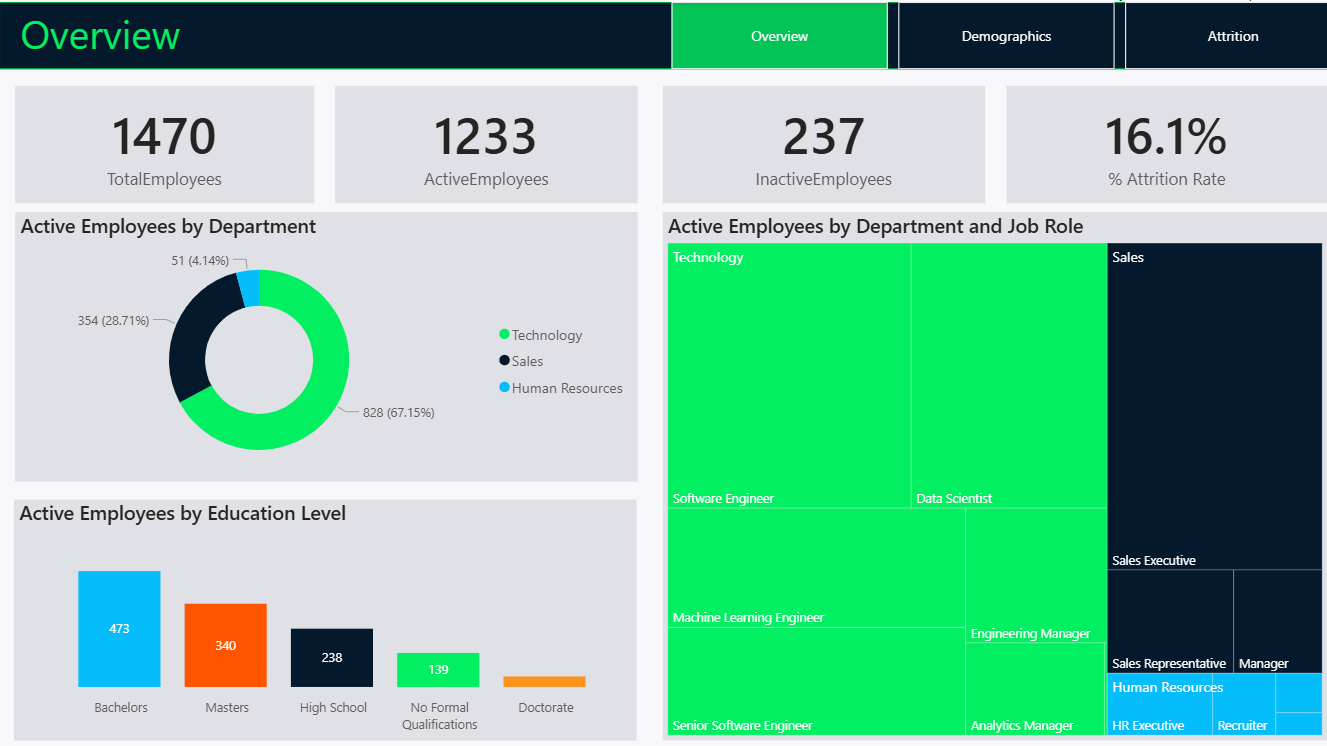 Overview
Overview
Demographics
Attrition
1470
TotalEmployees
1233
ActiveEmployees
237
InactiveEmployees
16.1%
% Attrition Rate
Active Employees by Department
51 (4.14%)
354 (28.71%)
828 (67.15%)
Technology
Sales
Human Resources
Active Employees by Education Level
473
340
238
139
Bachelors
Masters
High School
No Formal
Qualifications
Doctorate
Active Employees by Department and Job Role
Technology
Software Engineer
Data Scientist
Machine Learning Engineer
Engineering Manager
Senior Software Engineer
Analytics Manager
Sales
Sales Executive
Sales Representative
Manager
Human Resources
HR Executive
Recruiter